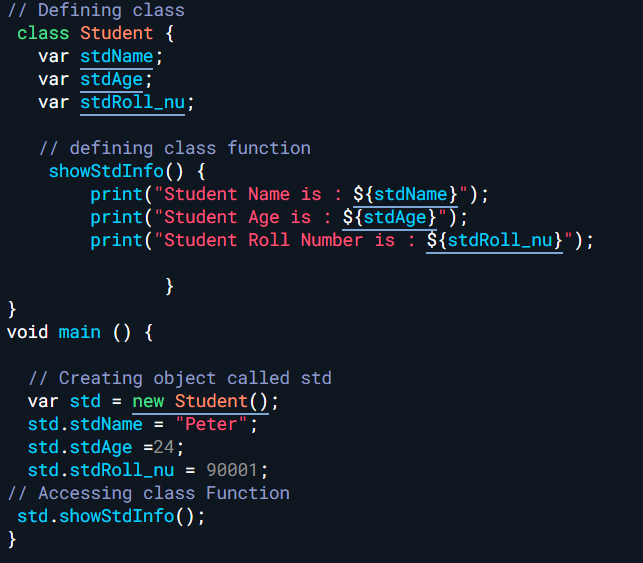 // Defining class
class Student {
var stdName;
var stdAge;
var stdRoll_nu;
// defining class function
showStdInfo() {
print("Student Name is : ${stdName}");
print("Student Age is : ${stdAge}");
print("Student Roll Number is : ${stdRoll_nu}");
}
}
void main () {
// Creating object called std
var std = new Student();
std.stdName = "Peter";
std.stdAge =24;
std.stdRoll_nu = 90001;
// Accessing class Function
std.showStdInfo();
}